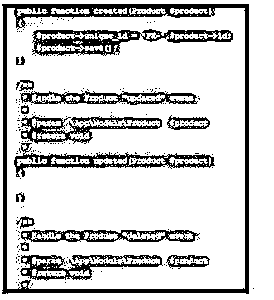 public function created(Product $product)
{
$product->unique_id = 'PR'. $product->id;
$product->save();
}
/**
* Handle the Product "updated" event.
*
* @param \App\Models\Product $product
* @return void
*/
public function updated(Product $product)
{
}
/**
* Handle the Product "deleted" event.
*
* @param \App\Models\Product $product
* @return void
*/